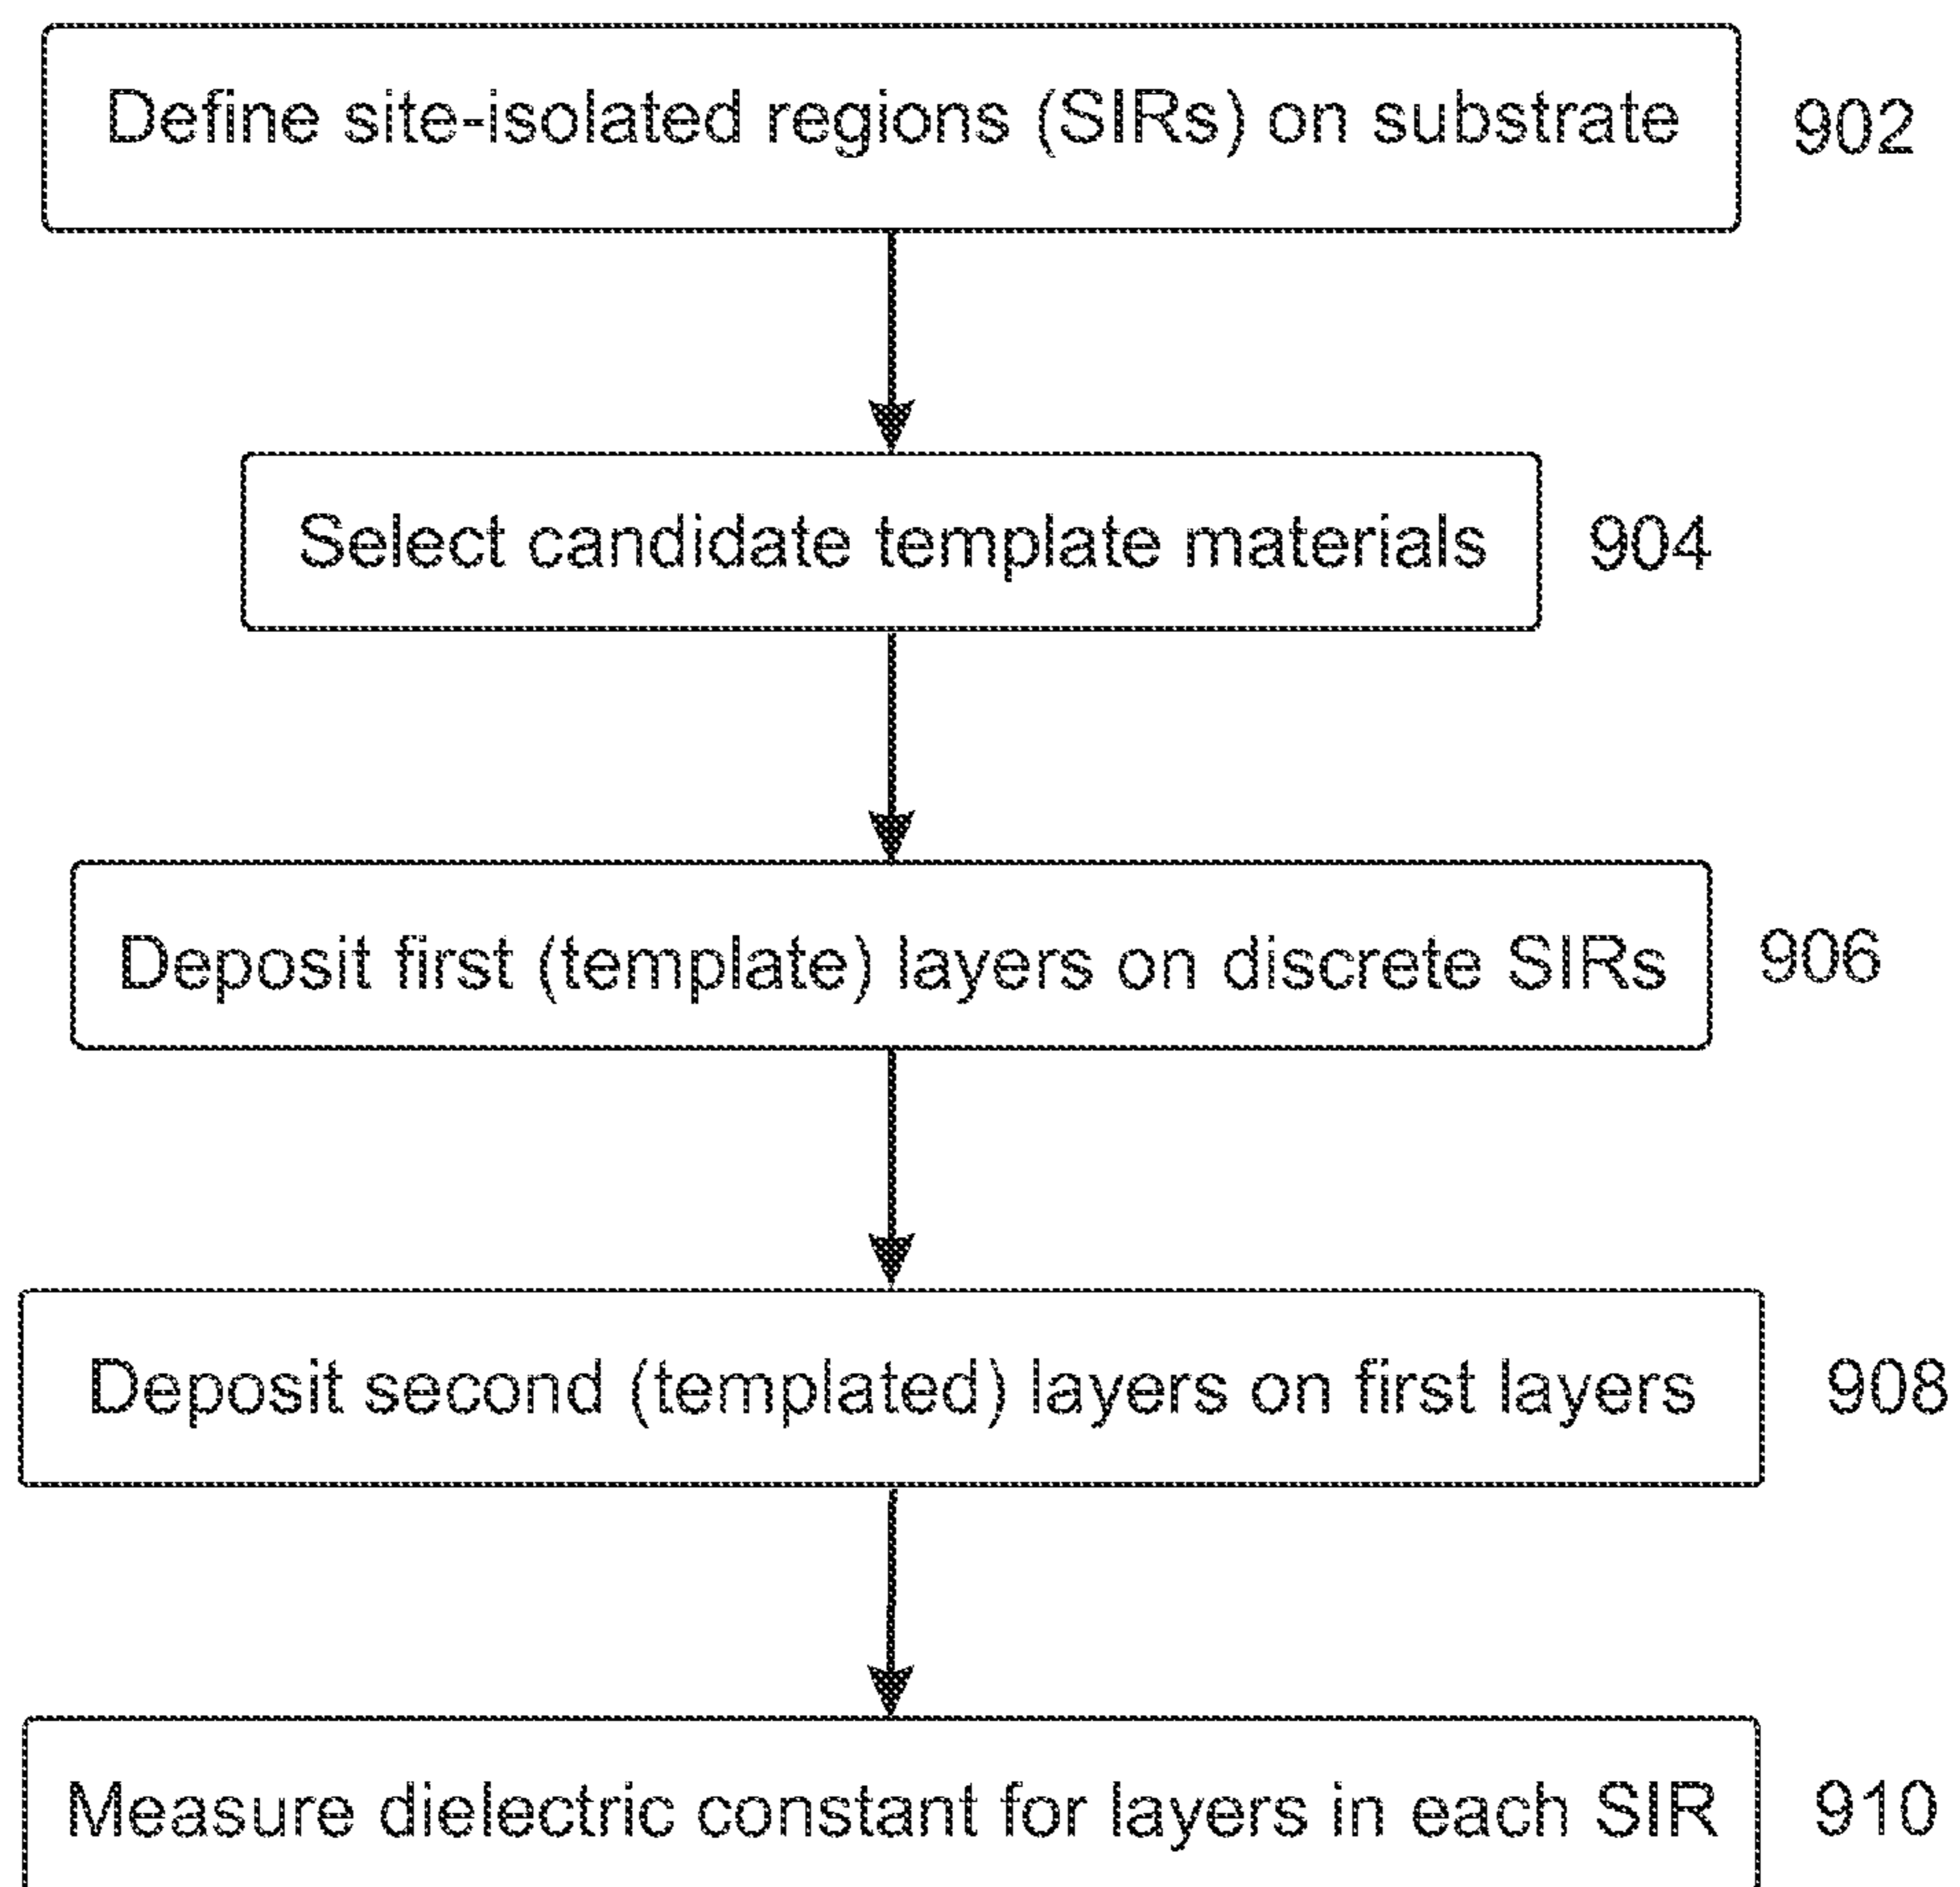 Define site-isolated regions (SIRs) on substrate 902
Select candidate template materials 904
Deposit first (template) layers on discrete SIRs 906
Deposit second (templated) layers on first layers 908
Measure dielectric constant for layers in each SIR 910